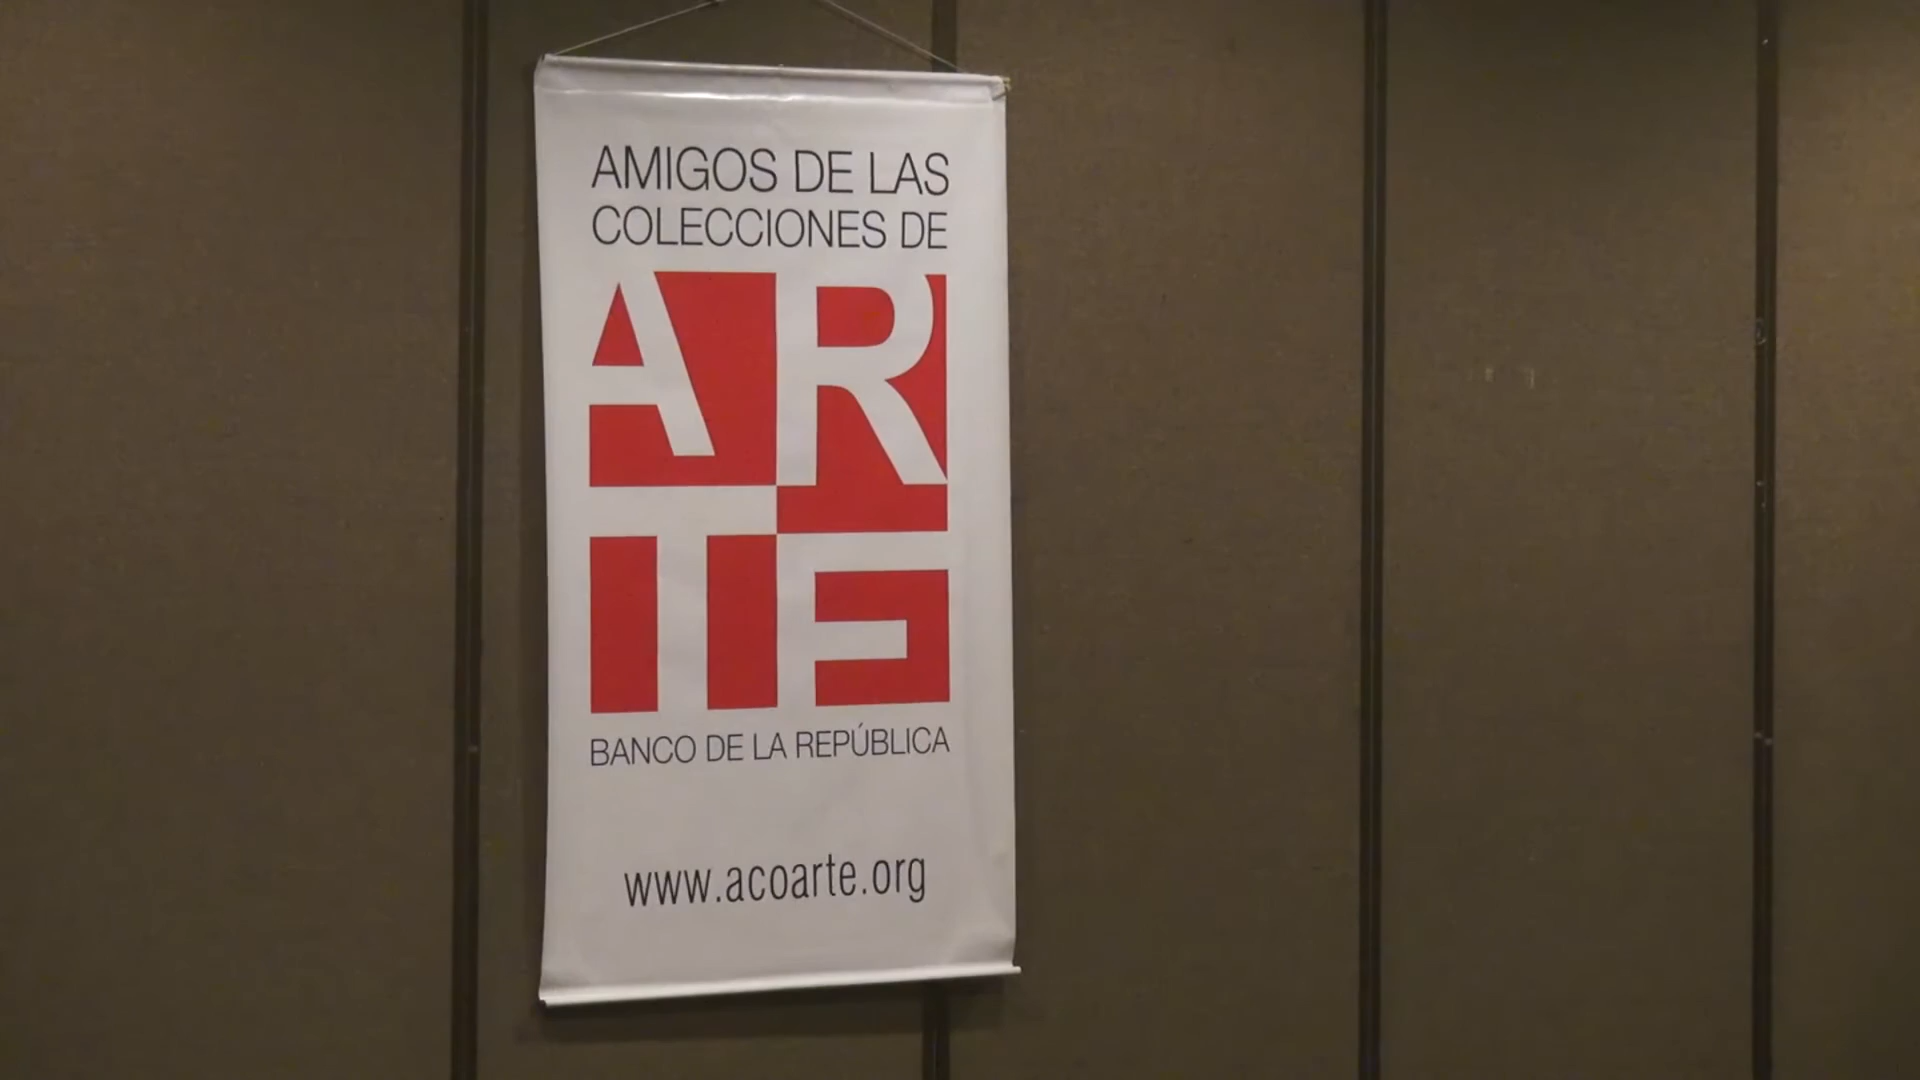 AMIGOS DE LAS
COLECCIONES DE
AR
TE
BANCO DE LA REPÚBLICA
www.acoarte.org